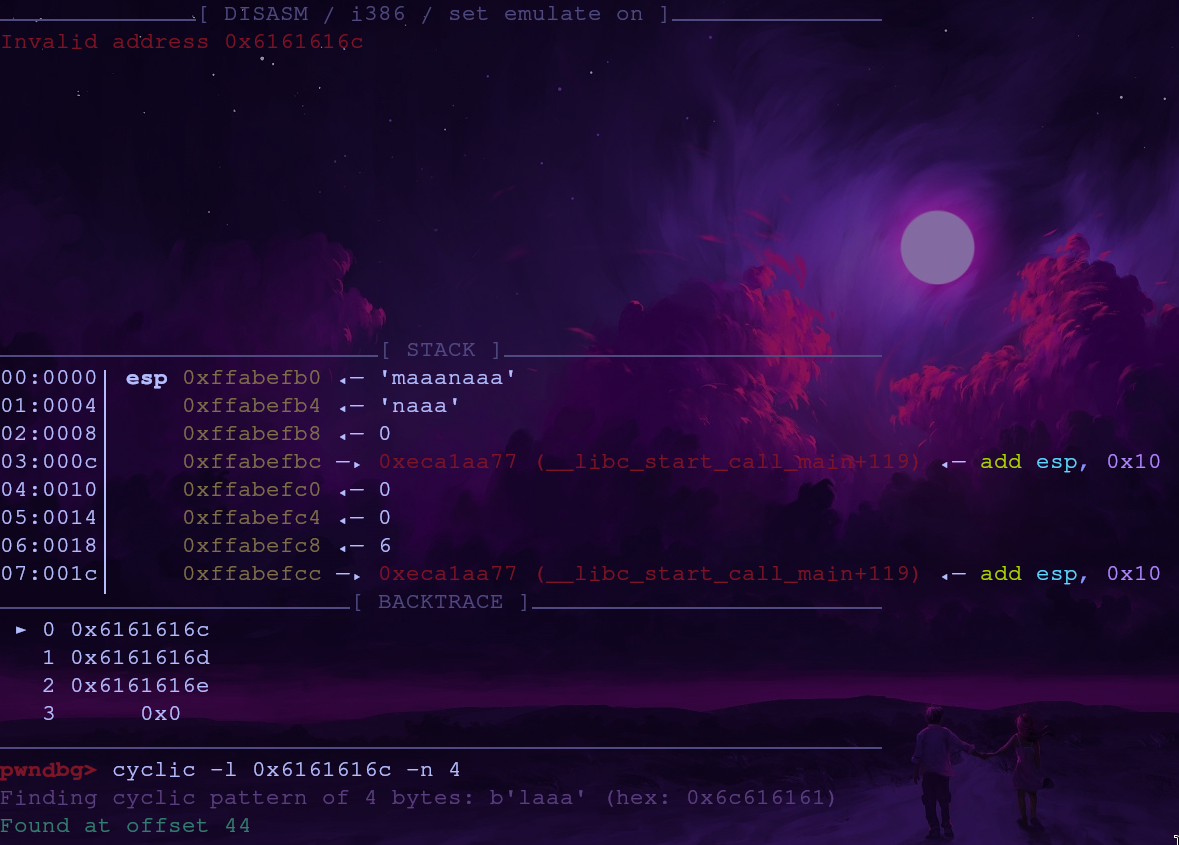 [ DISASM / i386 / set emulate on ]
Invalid address 0x6161616c
[ STACK ]
00:0000│ esp 0xffabefb0 ◂— 'maaanaaa'
01:0004│ 0xffabefb4 ◂— 'naaa'
02:0008│ 0xffabefb8 ◂— 0
03:000c│ 0xffabefbc —▸ 0xeca1aa77 (__libc_start_call_main+119) ◂— add esp, 0x10
04:0010│ 0xffabefc0 ◂— 0
05:0014│ 0xffabefc4 ◂— 0
06:0018│ 0xffabefc8 ◂— 6
07:001c│ 0xffabefcc —▸ 0xeca1aa77 (__libc_start_call_main+119) ◂— add esp, 0x10
[ BACKTRACE ]
► 0 0x6161616c
1 0x6161616d
2 0x6161616e
3 0x0
pwndbg> cyclic -l 0x6161616c -n 4
Finding cyclic pattern of 4 bytes: b'laaa' (hex: 0x6c616161)
Found at offset 44